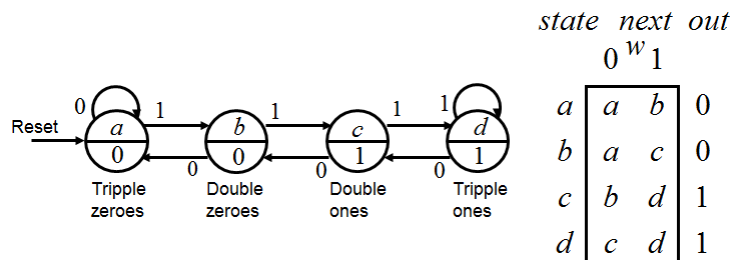 state next out
0 w 1
0 1 1 1 1
Reset a b c d
0 0 1 1
0 0 0
Tripple Double Double Tripple
zeroes zeroes ones ones
a a b 0
b a c 0
c b d 1
d c d 1